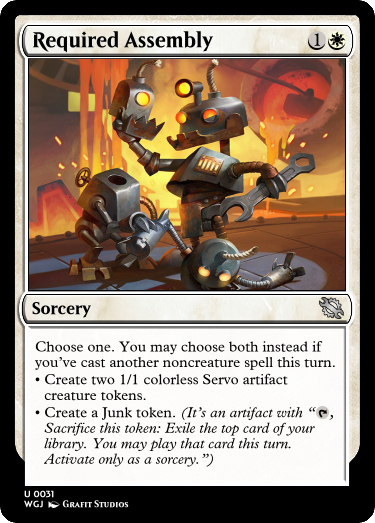 Required Assembly 1
Sorcery
Choose one. You may choose both instead if
you've cast another noncreature spell this turn.
• Create two 1/1 colorless Servo artifact
creature tokens.
• Create a Junk token. (It's an artifact with “,
Sacrifice this token: Exile the top card of your
library. You may play that card this turn.
Activate only as a sorcery.”)
U 0031
WGJ Grafit Studios